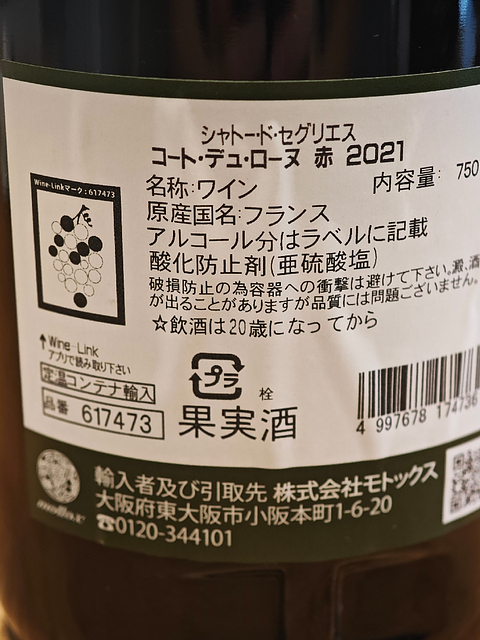 シャトー・ド・セグリエス
コート・デュ・ローヌ 赤 2021
名称:ワイン
内容量: 750
原産国名:フランス
アルコール分はラベルに記載
酸化防止剤(亜硫酸塩)
破損防止の為容器への衝撃は避けて下さい。澱、酒
が出ることがありますが品質には問題ございません。
☆飲酒は20歳になってから
Wine-Linkマーク:617473
Wine-Link
アプリで読み取り下さい
定温コンテナ輸入
品番 617473
プラ
栓
果実酒
4 997678 174736
輸入者及び引取先 株式会社モトックス
大阪府東大阪市小阪本町1-6-20
☎0120-344101
mottox